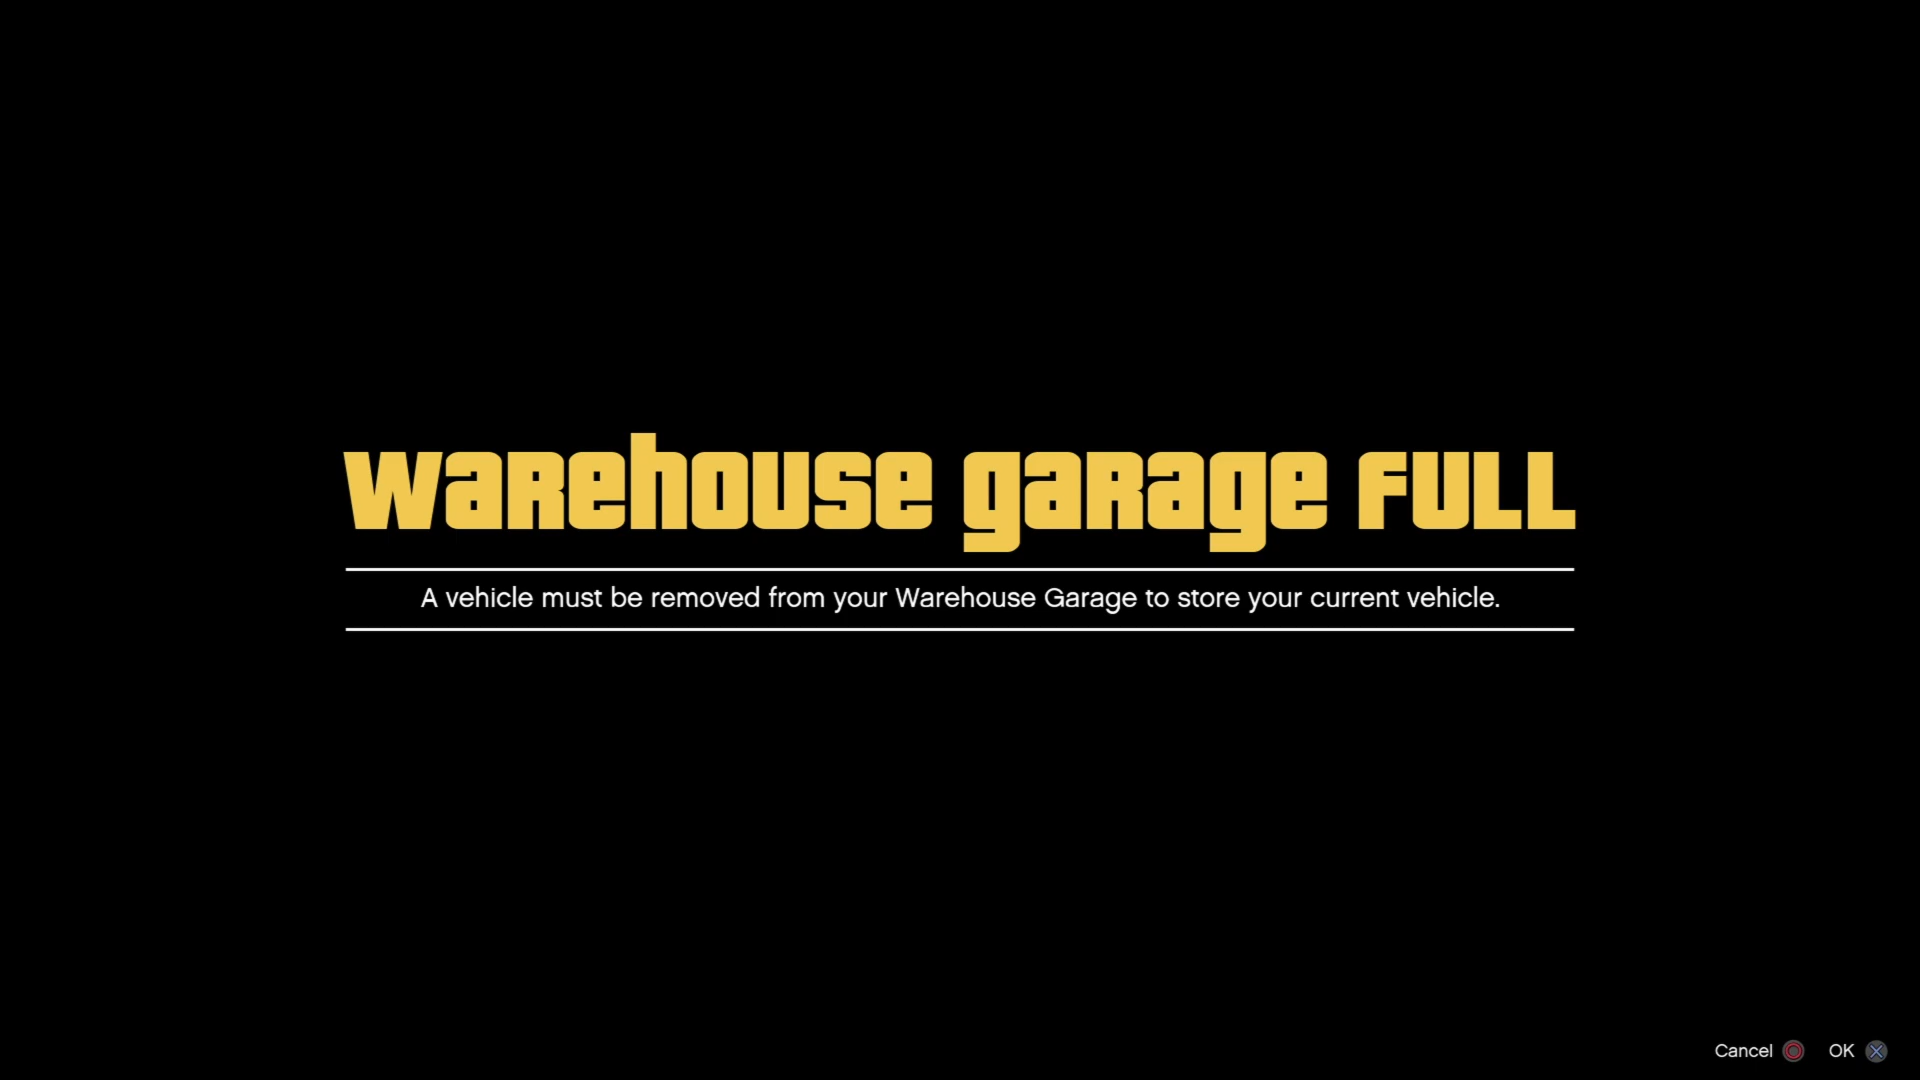 warehouse garage FULL
A vehicle must be removed from your Warehouse Garage to store your current vehicle.
Cancel OK